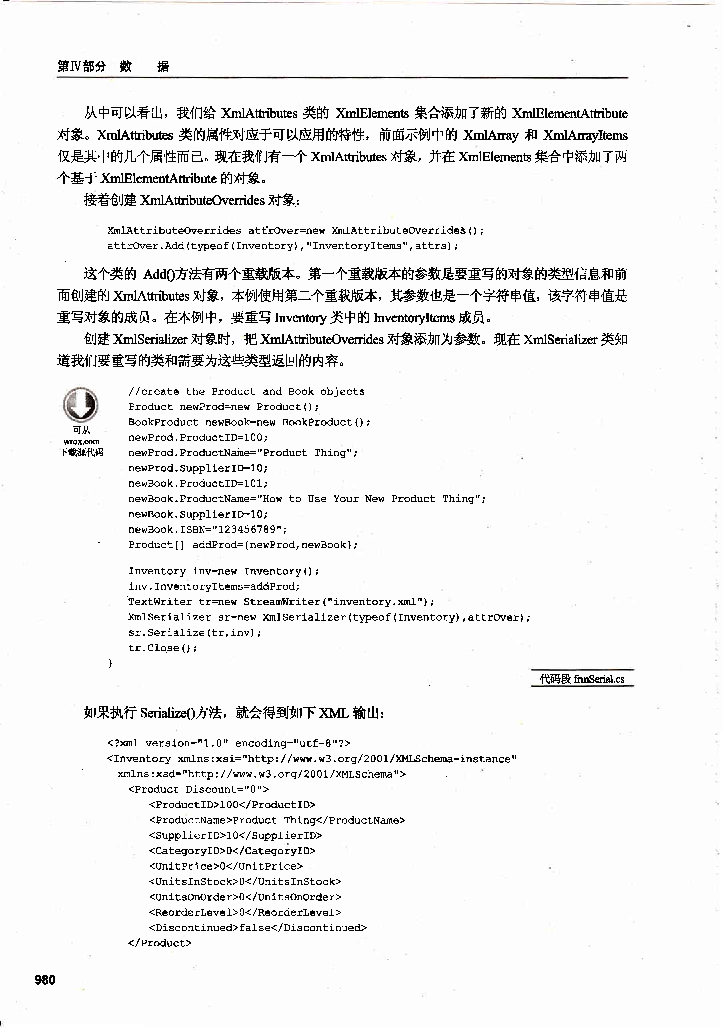 第Ⅳ部分 数 据
从中可以看出，我们给 XmlAttributes 类的 XmlElements 集合添加了新的 XmlElementAttribute
对象。XmlAttributes 类的属性对应于可以应用的特性，前面示例中的 XmlArray 和 XmlArrayItems
仅是其中的几个属性而已。现在我们有一个 XmlAttributes 对象，并在 XmlElements 集合中添加了两
个基于 XmlElementAttribute 的对象。
接着创建 XmlAttributeOverrides 对象：
XmlAttributeOverrides attrOver=new XmlAttributeOverrides();
attrOver.Add(typeof(Inventory),"InventoryItems",attrs);
这个类的 Add()方法有两个重载版本。第一个重载版本的参数是要重写的对象的类型信息和前
面创建的 XmlAttributes 对象，本例使用第二个重载版本，其参数也是一个字符串值，该字符串值是
重写对象的成员。在本例中，要重写 Inventory 类中的 InventoryItems 成员。
创建 XmlSerializer 对象时，把 XmlAttributeOverrides 对象添加为参数。现在 XmlSerializer 类知
道我们要重写的类和需要为这些类型返回的内容。
可从
wrox.com
下载源代码
//create the Product and Book objects
Product newProd=new Product();
BookProduct newBook=new BookProduct();
newProd.ProductID=100;
newProd.ProductName="Product Thing";
newProd.SupplierID=10;
newBook.ProductID=101;
newBook.ProductName="How to Use Your New Product Thing";
newBook.SupplierID=10;
newBook.ISBN="123456789";
Product[] addProd={newProd,newBook};
Inventory inv=new Inventory();
inv.InventoryItems=addProd;
TextWriter tr=new StreamWriter("inventory.xml");
XmlSerializer sr=new XmlSerializer(typeof(Inventory),attrOver);
sr.Serialize(tr,inv);
tr.Close();
}
代码段 frmSerial.cs
如果执行 Serialize()方法，就会得到如下 XML 输出：
<?xml version="1.0" encoding="utf-8"?>
<Inventory xmlns:xsi="http://www.w3.org/2001/XMLSchema-instance"
xmlns:xsd="http://www.w3.org/2001/XMLSchema">
<Product Discount="0">
<ProductID>100</ProductID>
<ProductName>Product Thing</ProductName>
<SupplierID>10</SupplierID>
<CategoryID>0</CategoryID>
<UnitPrice>0</UnitPrice>
<UnitsInStock>0</UnitsInStock>
<UnitsOnOrder>0</UnitsOnOrder>
<ReorderLevel>0</ReorderLevel>
<Discontinued>false</Discontinued>
</Product>
980